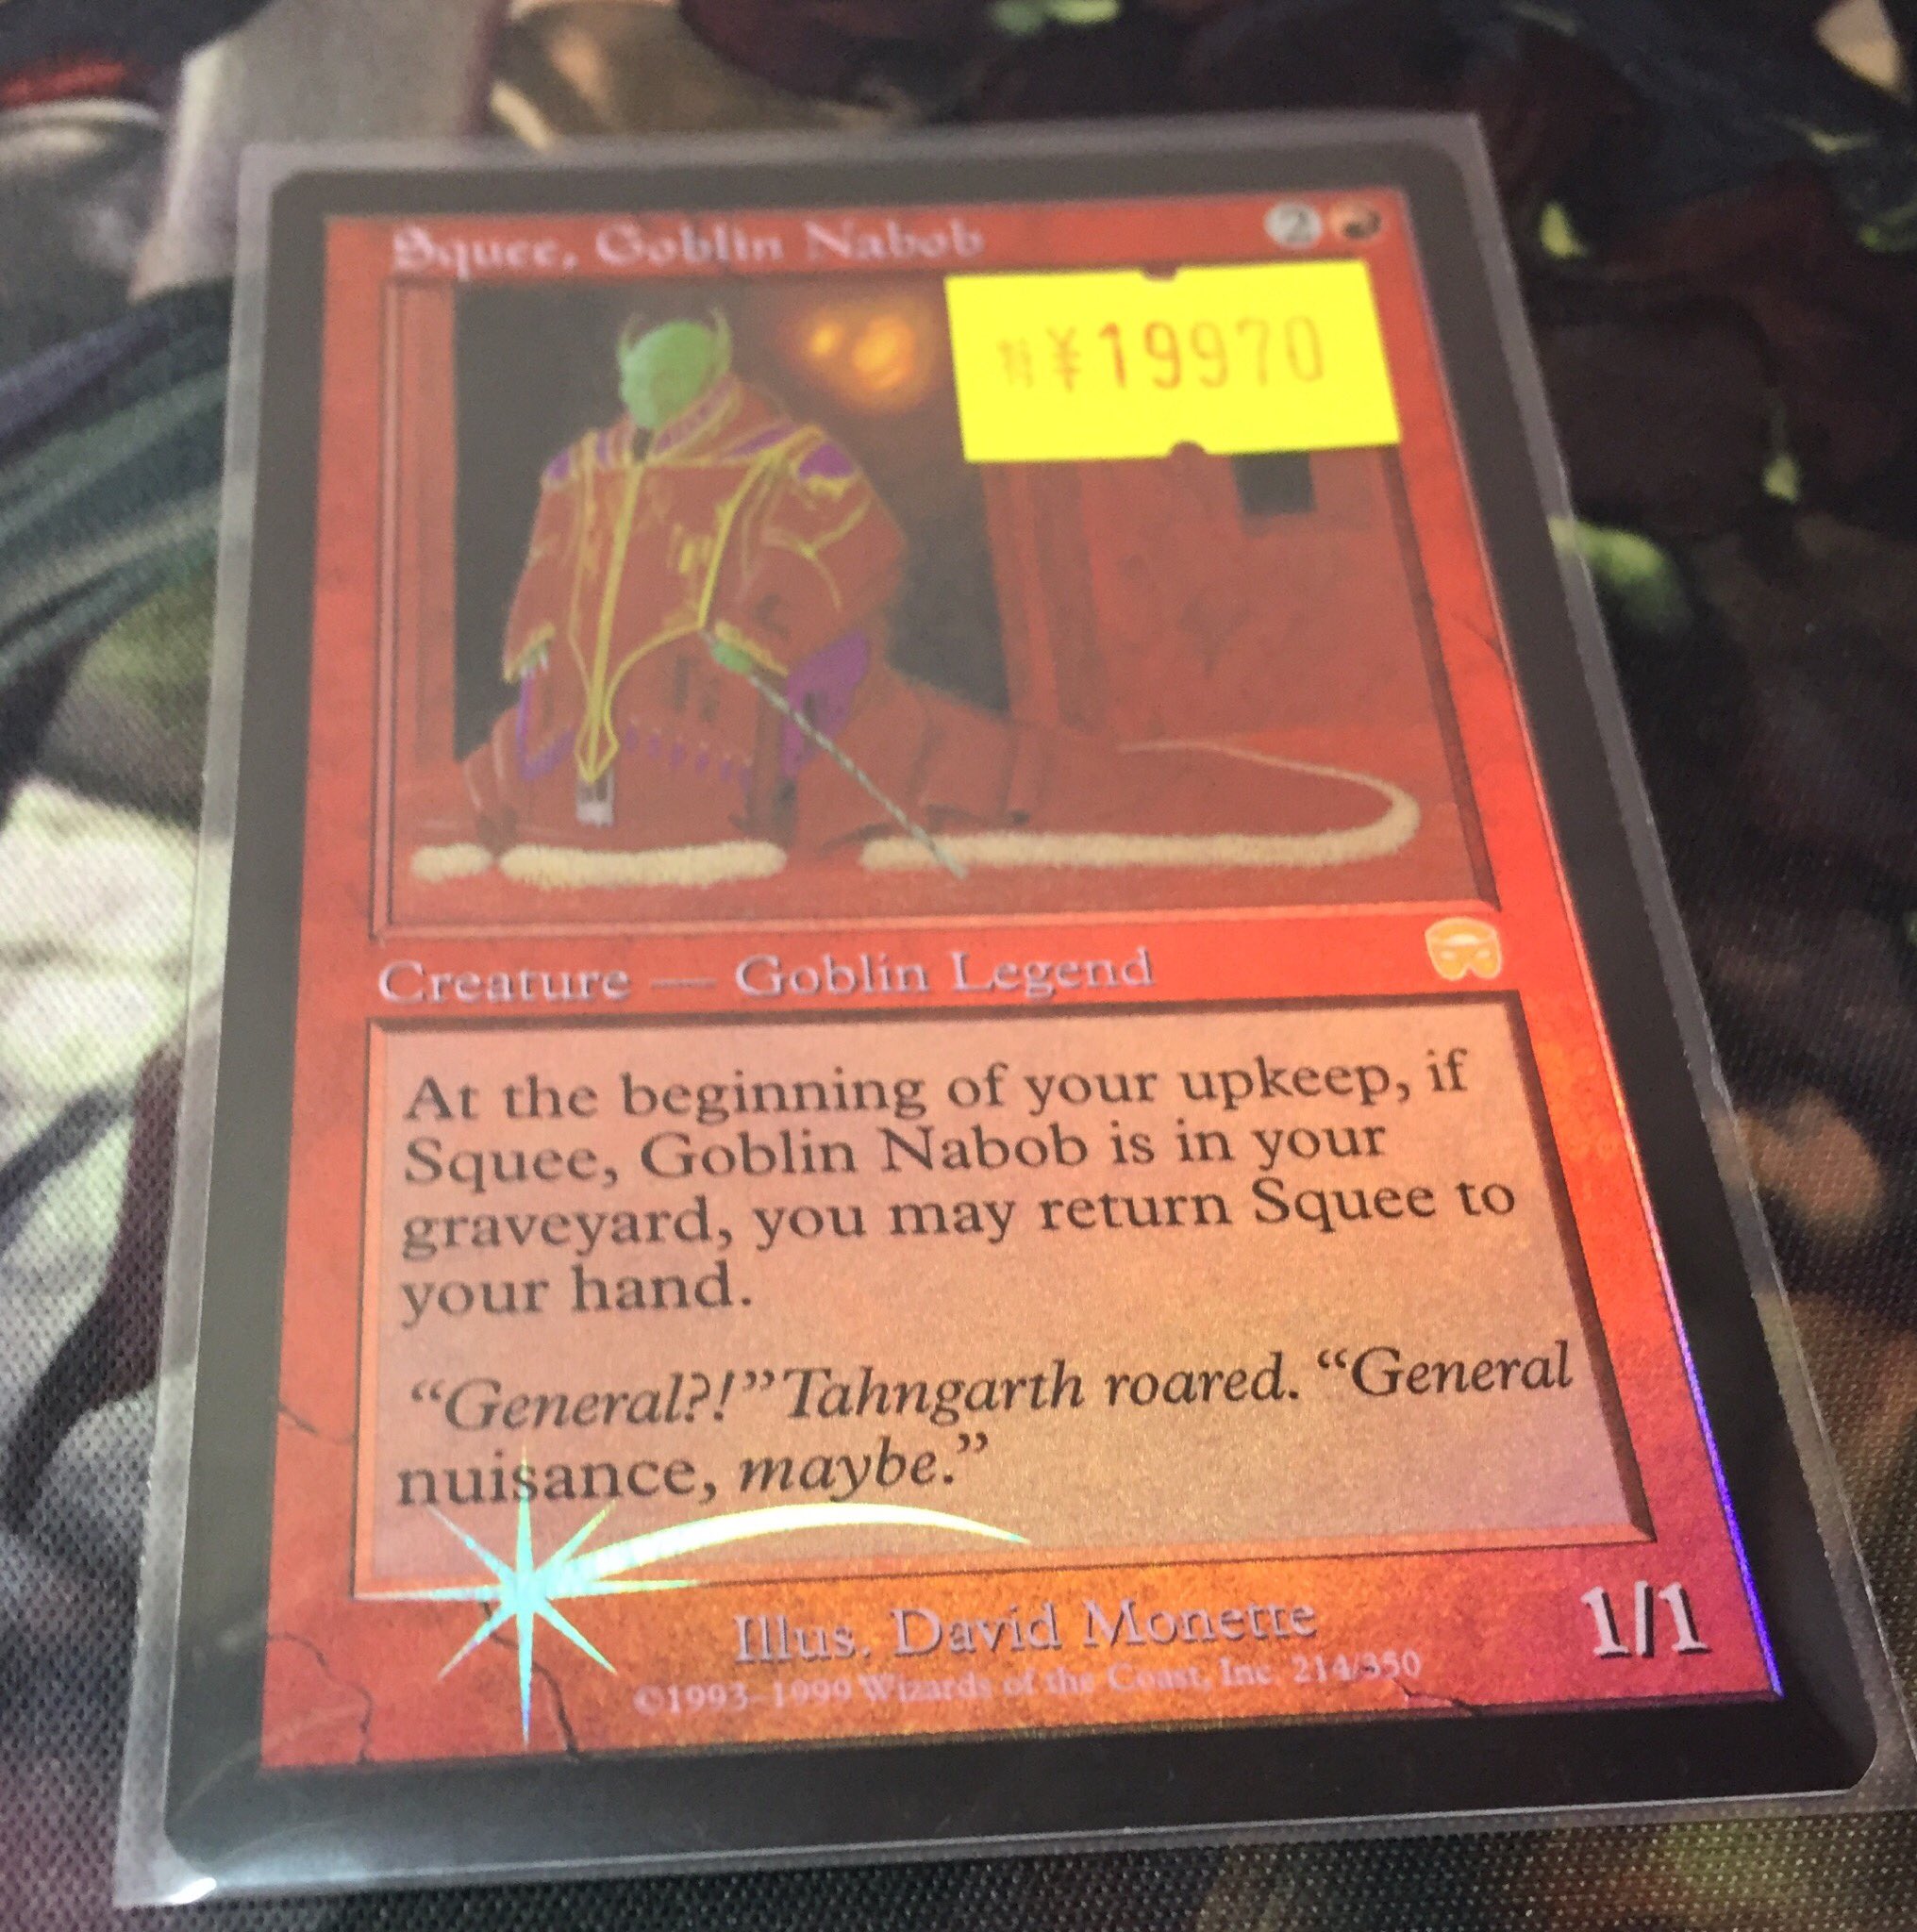 Squee, Goblin Nabob 2
¥19970
Creature — Goblin Legend
At the beginning of your upkeep, if
Squee, Goblin Nabob is in your
graveyard, you may return Squee to
your hand.
“General?!” Tahngarth roared. “General
nuisance, maybe.”
Illus. David Monette
1/1
©1993–1999 Wizards of the Coast, Inc. 214/350